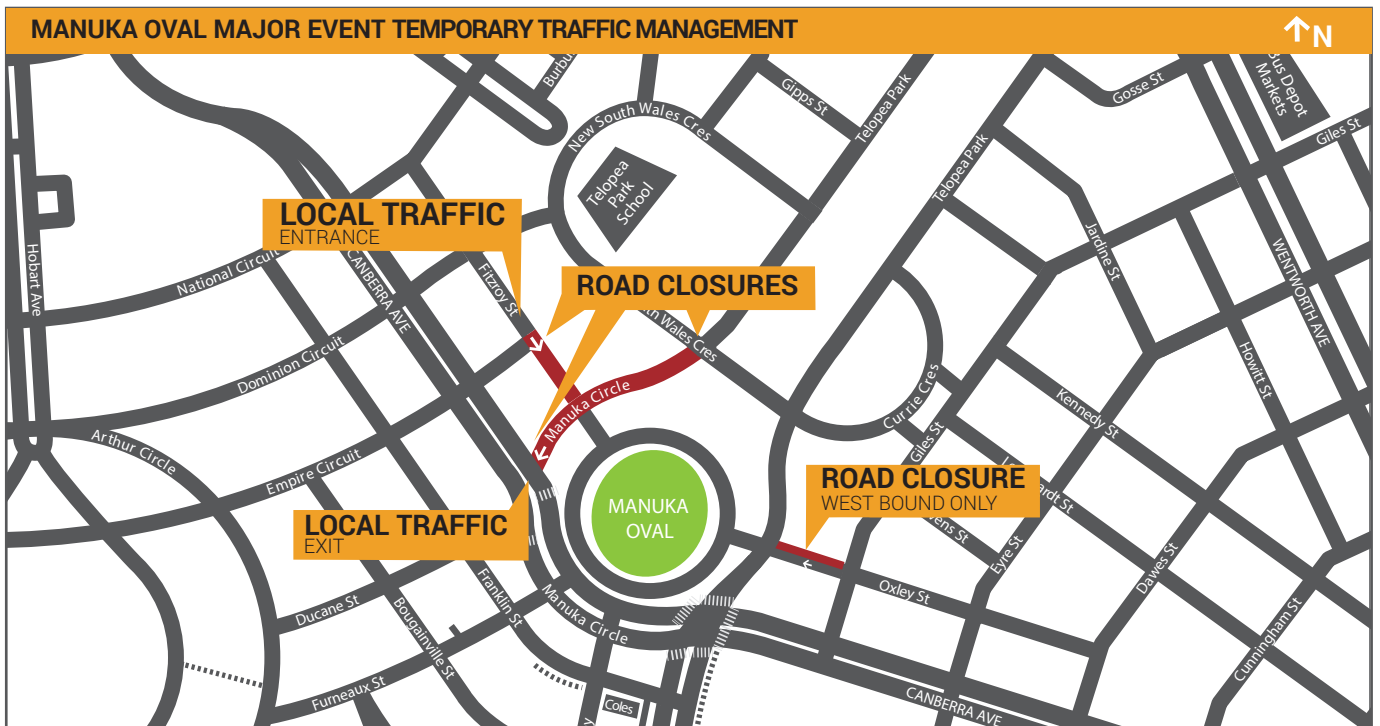 MANUKA OVAL MAJOR EVENT TEMPORARY TRAFFIC MANAGEMENT
N
Bus Depot
Markets
Gosse St
Gipps St
Telopea Park
New South Wales Cres
Giles St
Telopea
Park
School
Telopea Park
LOCAL TRAFFIC
ENTRANCE
Hobart Ave
National Circuit
CANBERRA AVE
Fitzroy St
ROAD CLOSURES
Wales Cres
Jardine St
WENTWORTH AVE
Howitt St
Dominion Circuit
Manuka Circle
Currie Cres
Kennedy St
Giles St
Arthur Circle
Empire Circuit
ROAD CLOSURE
WEST BOUND ONLY
MANUKA
OVAL
LOCAL TRAFFIC
EXIT
Eyre St
Dawes St
Oxley St
Ducane St
Franklin St
Bougainville St
Manuka Circle
Cunningham St
Furneaux St
Coles
CANBERRA AVE